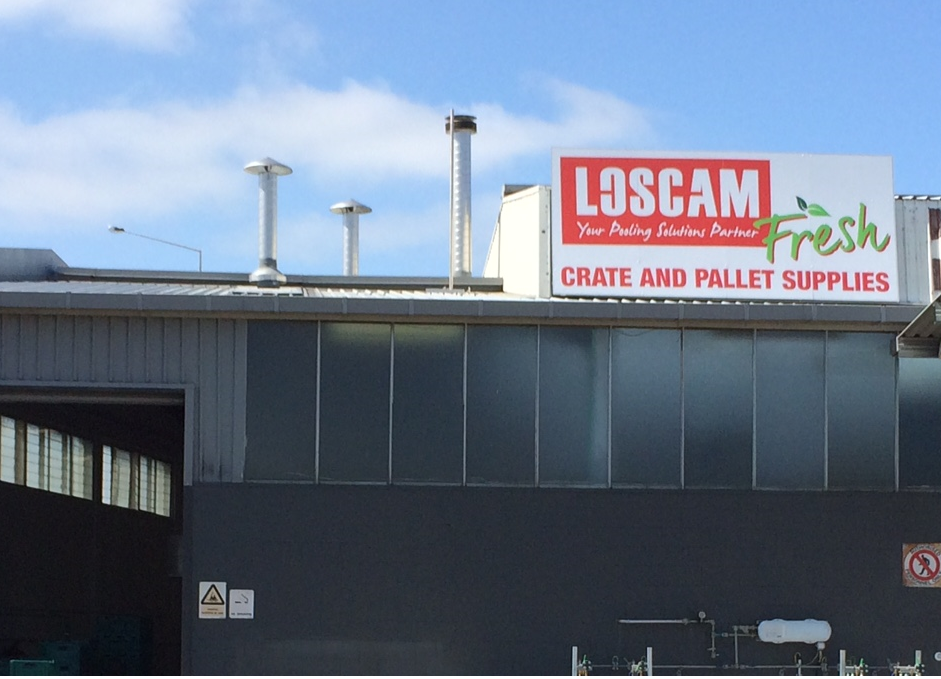 LOSCAM
Your Pooling Solutions Partner
Fresh
CRATE AND PALLET SUPPLIES